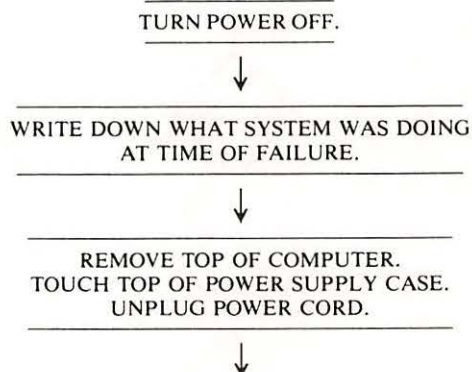 TURN POWER OFF.
WRITE DOWN WHAT SYSTEM WAS DOING
AT TIME OF FAILURE.
REMOVE TOP OF COMPUTER.
TOUCH TOP OF POWER SUPPLY CASE.
UNPLUG POWER CORD.